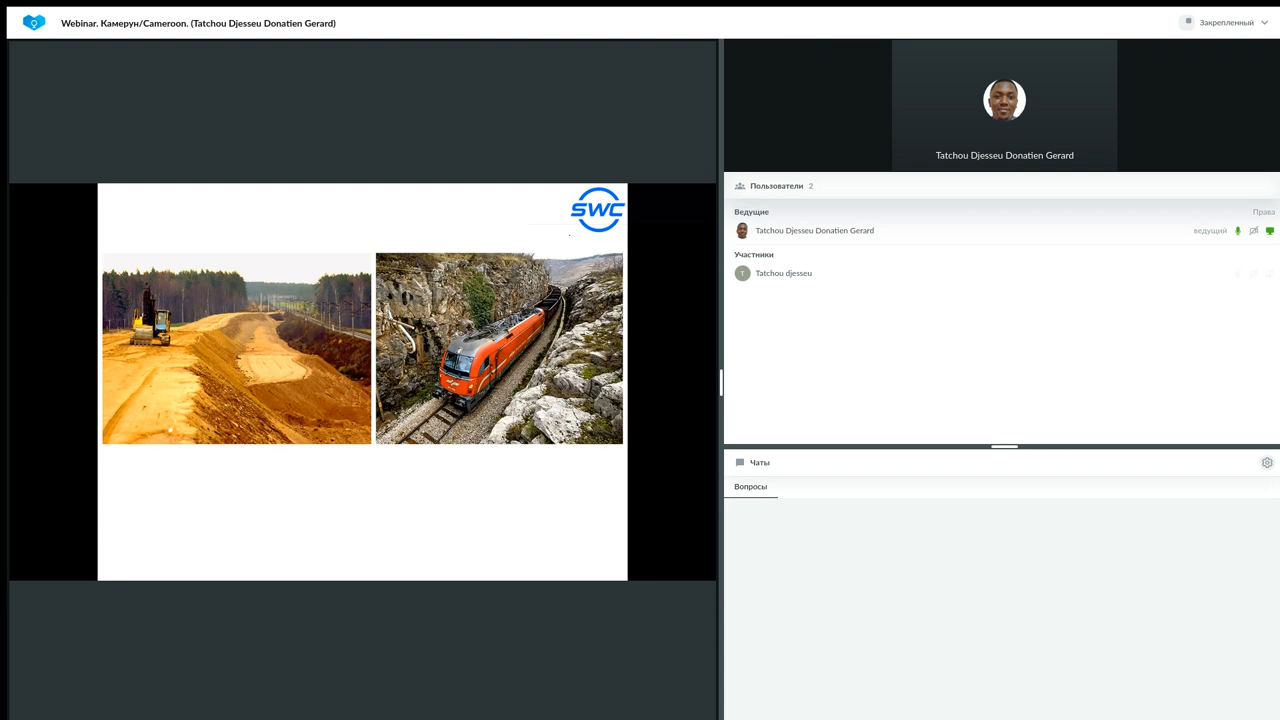 Webinar. Камерун/Cameroon. (Tatchou Djesseu Donatien Gerard)
Закрепленный
SWC
Tatchou Djesseu Donatien Gerard
Пользователи 2
Ведущие Права
Tatchou Djesseu Donatien Gerard ведущий
Участники
T Tatchou djesseu
Чаты
Вопросы